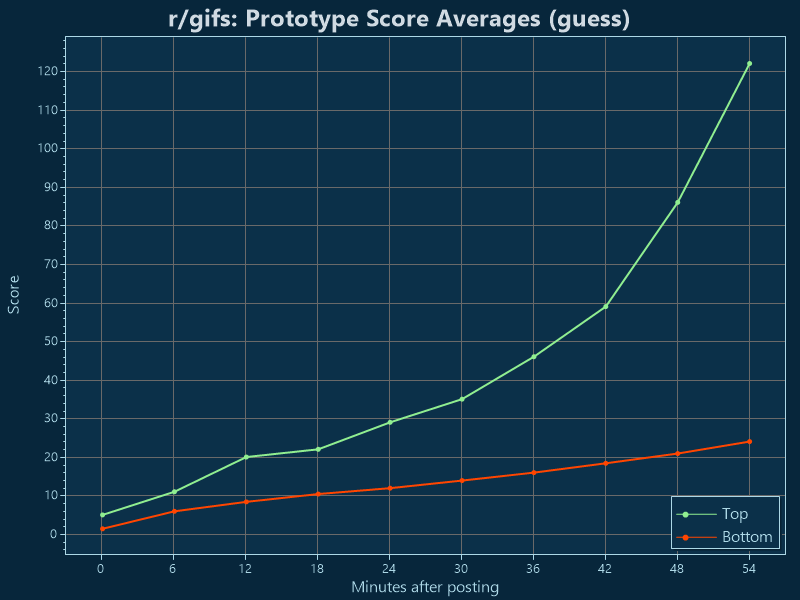 r/gifs: Prototype Score Averages (guess)
120
110
100
90
80
70
60
50
40
30
20
10
0
Score
0 6 12 18 24 30 36 42 48 54
Minutes after posting
Top
Bottom